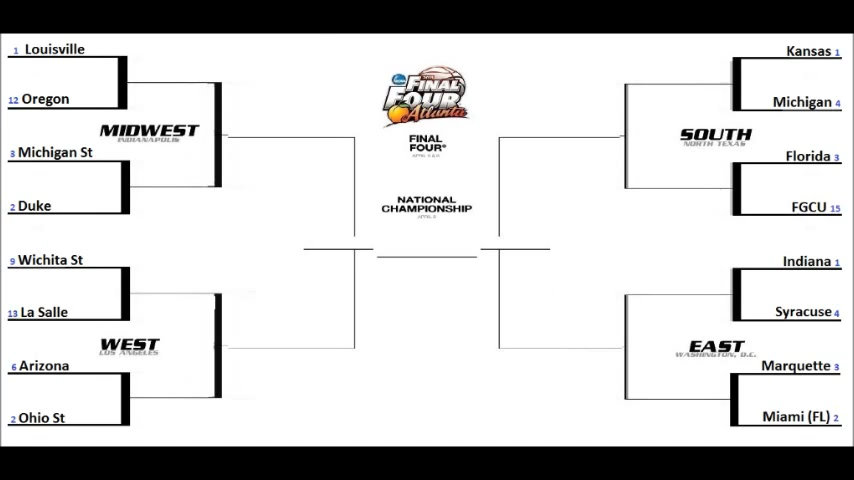 1 Louisville
12 Oregon
MIDWEST
INDIANAPOLIS
3 Michigan St
2 Duke
9 Wichita St
13 La Salle
WEST
LOS ANGELES
6 Arizona
2 Ohio St
FINAL
FOUR
Atlanta
FINAL
FOUR®
NATIONAL
CHAMPIONSHIP
Kansas 1
Michigan 4
SOUTH
NORTH TEXAS
Florida 3
FGCU 15
Indiana 1
Syracuse 4
EAST
WASHINGTON, D.C.
Marquette 3
Miami (FL) 2